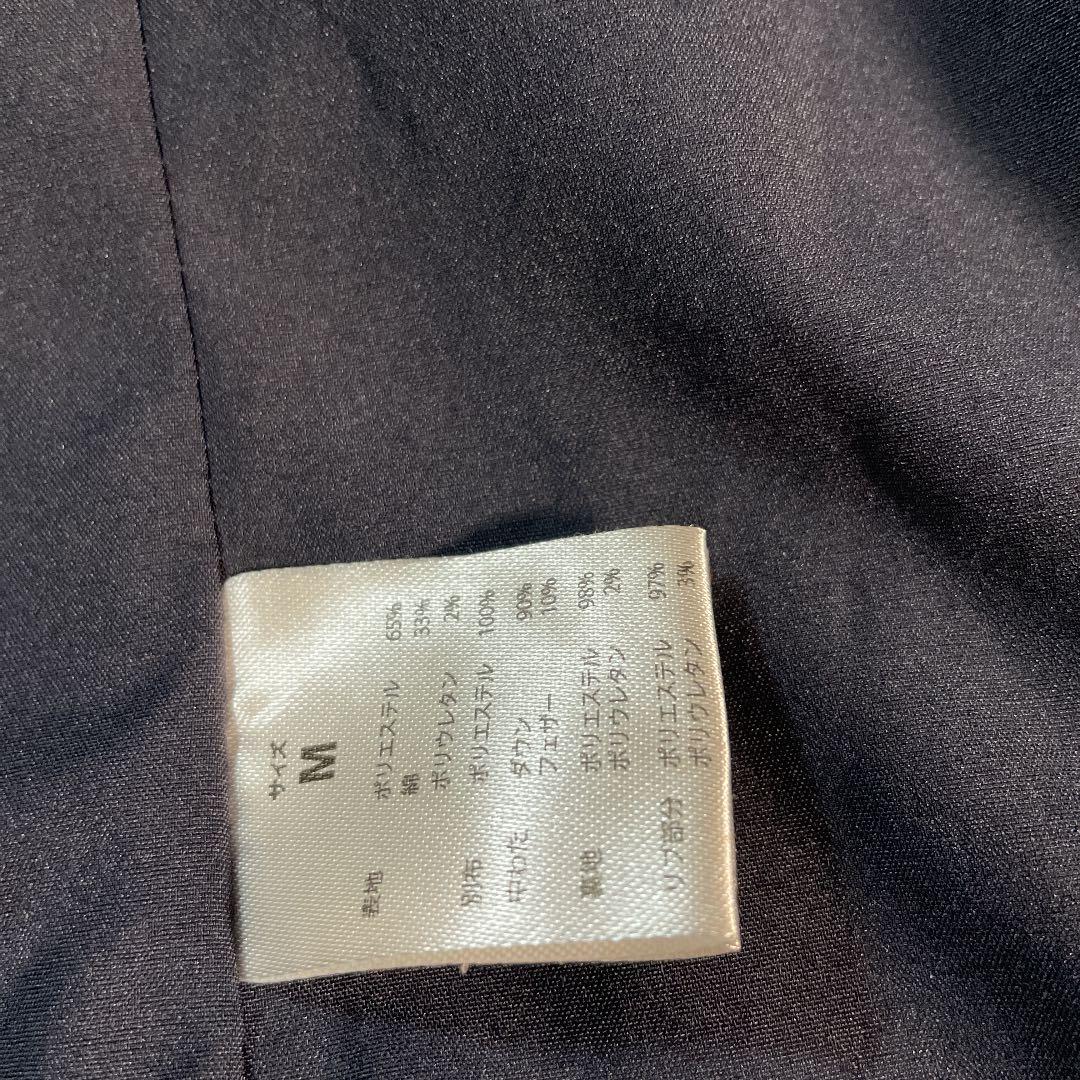 サイズ
M
表地 ポリエステル 65%
綿 33%
ポリウレタン 2%
別布 ポリエステル 100%
中わた ダウン 90%
フェザー 10%
裏地 ポリエステル 98%
ポリウレタン 2%
リブ部分 ポリエステル 97%
ポリウレタン 3%